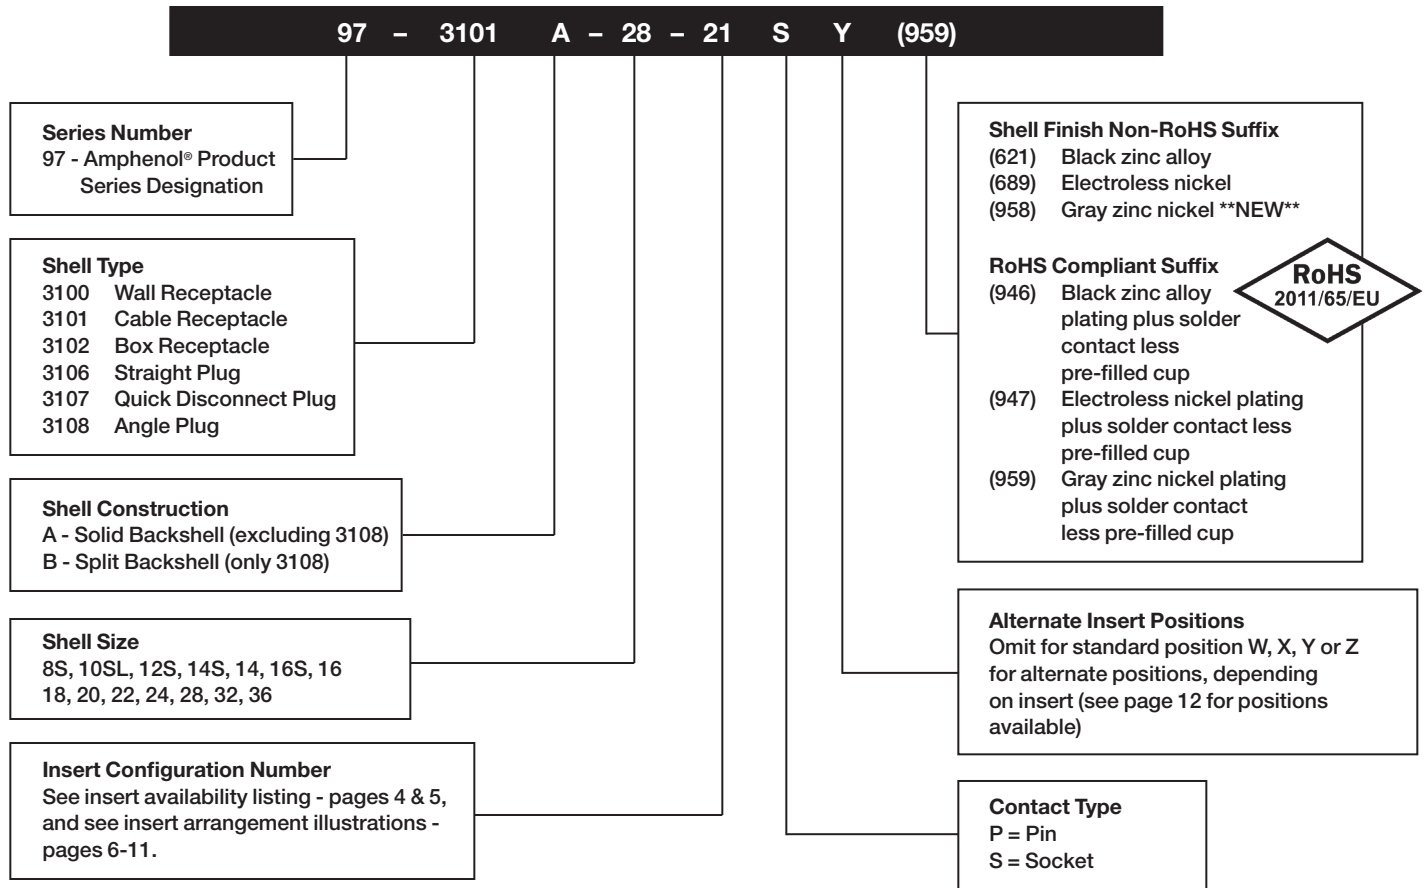 97 – 3101 A – 28 – 21 S Y (959)
Series Number
97 - Amphenol® Product
Series Designation
Shell Type
3100 Wall Receptacle
3101 Cable Receptacle
3102 Box Receptacle
3106 Straight Plug
3107 Quick Disconnect Plug
3108 Angle Plug
Shell Construction
A - Solid Backshell (excluding 3108)
B - Split Backshell (only 3108)
Shell Size
8S, 10SL, 12S, 14S, 14, 16S, 16
18, 20, 22, 24, 28, 32, 36
Insert Configuration Number
See insert availability listing - pages 4 & 5,
and see insert arrangement illustrations -
pages 6-11.
Shell Finish Non-RoHS Suffix
(621) Black zinc alloy
(689) Electroless nickel
(958) Gray zinc nickel **NEW**
RoHS Compliant Suffix
(946) Black zinc alloy
plating plus solder
contact less
pre-filled cup
(947) Electroless nickel plating
plus solder contact less
pre-filled cup
(959) Gray zinc nickel plating
plus solder contact
less pre-filled cup
RoHS
2011/65/EU
Alternate Insert Positions
Omit for standard position W, X, Y or Z
for alternate positions, depending
on insert (see page 12 for positions
available)
Contact Type
P = Pin
S = Socket